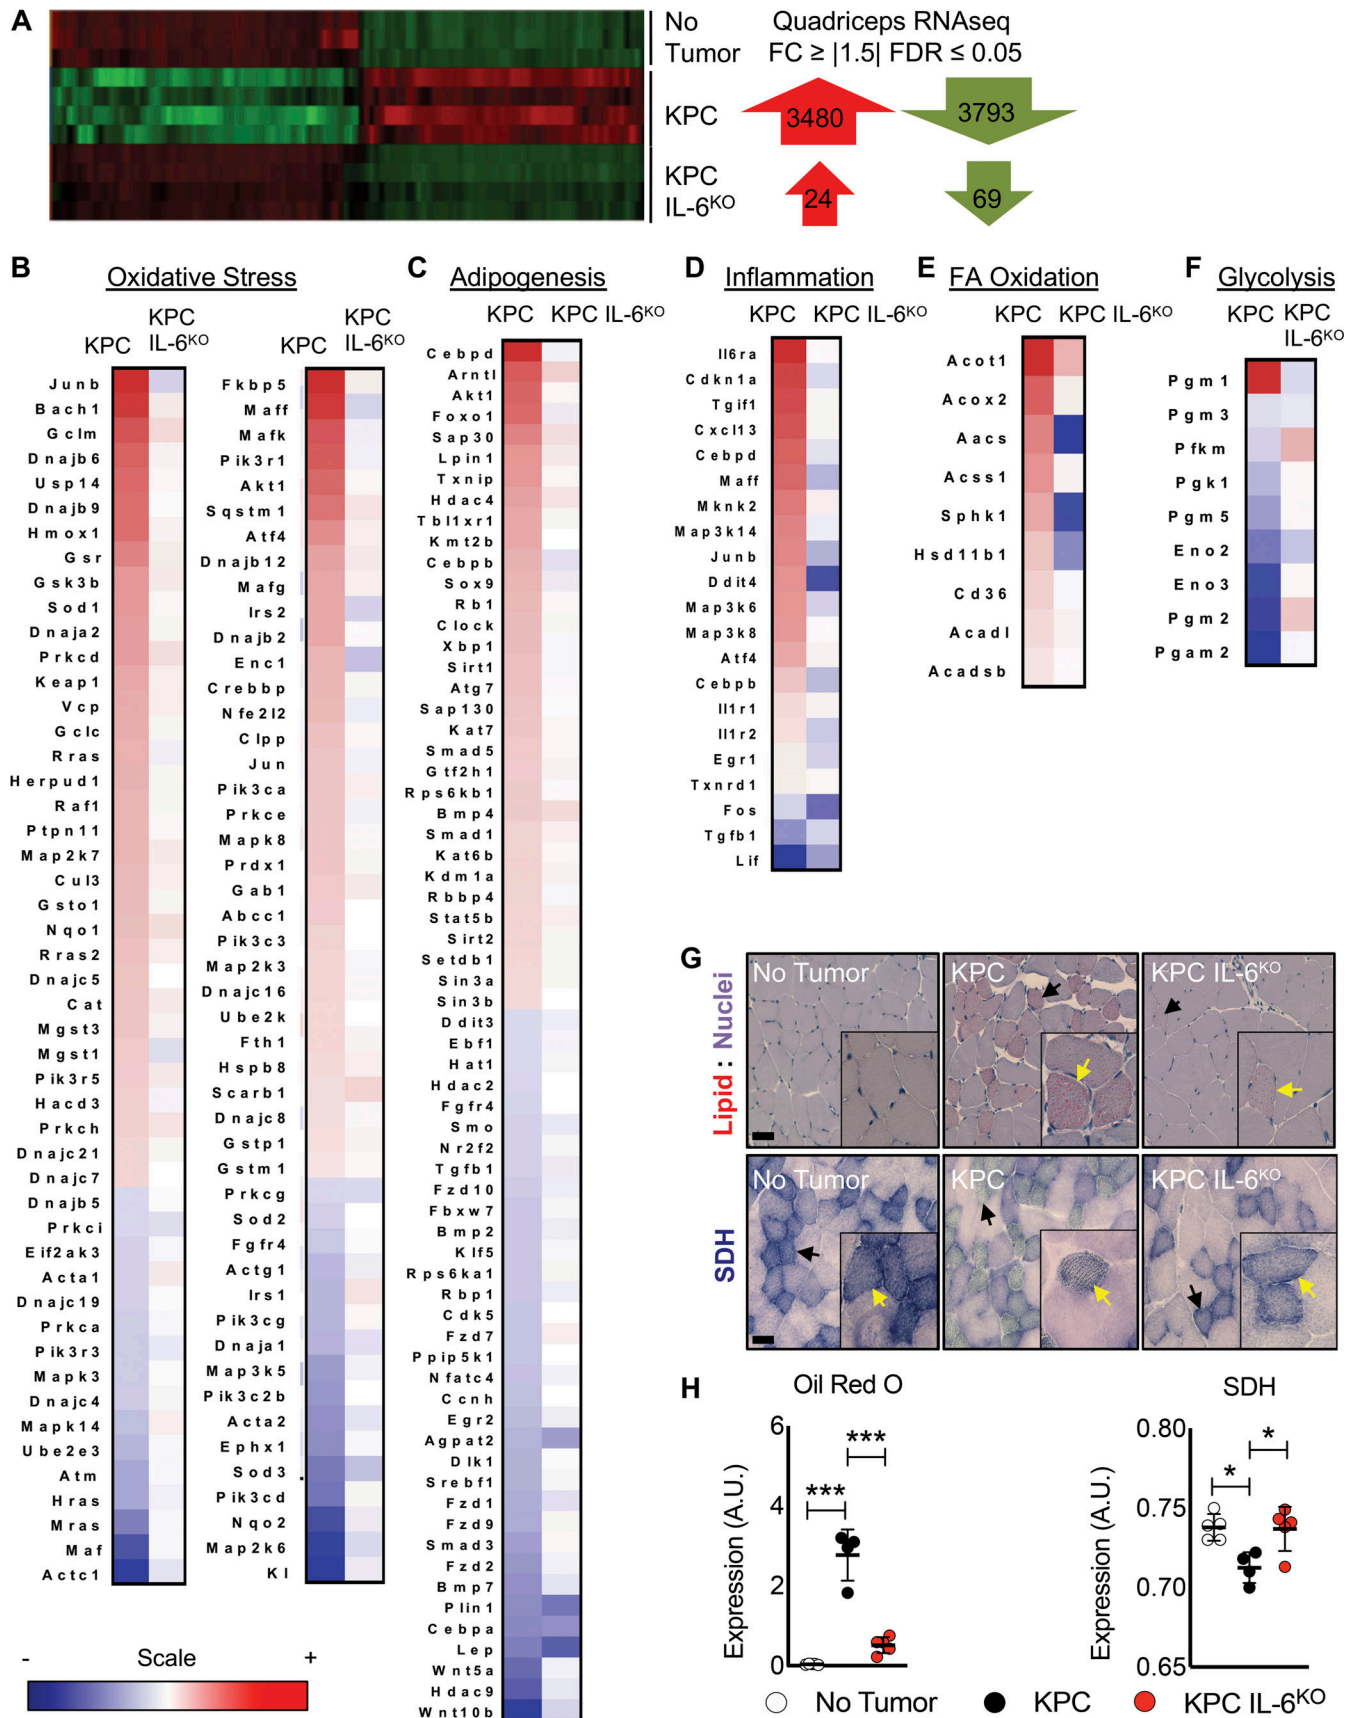 A
No
Tumor
KPC
KPC
IL-6KO
Quadriceps RNAseq
FC ≥ |1.5| FDR ≤ 0.05
3480
3793
24
69
B
Oxidative Stress
KPC
KPC
IL-6KO
Junb
Bach1
Gclm
Dnajb6
Usp14
Dnajb9
Hmox1
Gsr
Gsk3b
Sod1
Dnaja2
Prkcd
Keap1
Vcp
Gclc
Rras
Herpud1
Raf1
Ptpn11
Map2k7
Cul3
Gsto1
Nqo1
Rras2
Dnajc5
Cat
Mgst3
Mgst1
Pik3r5
Hacd3
Prkch
Dnajc21
Dnajc7
Dnajb5
Prkci
Eif2ak3
Acta1
Dnajc19
Prkca
Pik3r3
Mapk3
Dnajc4
Mapk14
Ube2e3
Atm
Hras
Mras
Maf
Actc1
KPC
KPC
IL-6KO
Fkbp5
Maff
Mafk
Pik3r1
Akt1
Sqstm1
Atf4
Dnajb12
Mafg
Irs2
Dnajb2
Enc1
Crebbp
Nfe2l2
Clpp
Jun
Pik3ca
Prkce
Mapk8
Prdx1
Gab1
Abcc1
Pik3c3
Map2k3
Dnajc16
Ube2k
Fth1
Hspb8
Scarb1
Dnajc8
Gstp1
Gstm1
Prkcg
Sod2
Fgfr4
Actg1
Irs1
Pik3cg
Dnaja1
Map3k5
Pik3c2b
Acta2
Ephx1
Sod3
Pik3cd
Nqo2
Map2k6
Kl
- Scale +
C
Adipogenesis
KPC KPC IL-6KO
Cebpd
Arntl
Akt1
Foxo1
Sap30
Lpin1
Txnip
Hdac4
Tbl1xr1
Kmt2b
Cebpb
Sox9
Rb1
Clock
Xbp1
Sirt1
Atg7
Sap130
Kat7
Smad5
Gtf2h1
Rps6kb1
Bmp4
Smad1
Kat6b
Kdm1a
Rbbp4
Stat5b
Sirt2
Setdb1
Sin3a
Sin3b
Ddit3
Ebf1
Hat1
Hdac2
Fgfr4
Smo
Nr2f2
Tgfb1
Fzd10
Fbxw7
Bmp2
Klf5
Rps6ka1
Rbp1
Cdk5
Fzd7
Ppip5k1
Nfatc4
Ccnh
Egr2
Agpat2
Dlk1
Srebf1
Fzd1
Fzd9
Smad3
Fzd2
Bmp7
Plin1
Cebpa
Lep
Wnt5a
Hdac9
Wnt10b
D
Inflammation
KPC KPC IL-6KO
Il6ra
Cdkn1a
Tgif1
Cxcl13
Cebpd
Maff
Mknk2
Map3k14
Junb
Ddit4
Map3k6
Map3k8
Atf4
Cebpb
Il1r1
Il1r2
Egr1
Txnrd1
Fos
Tgfb1
Lif
E
FA Oxidation
KPC KPC IL-6KO
Acot1
Acox2
Aacs
Acss1
Sphk1
Hsd11b1
Cd36
Acadl
Acadsb
F
Glycolysis
KPC
KPC
IL-6KO
Pgm1
Pgm3
Pfkm
Pgk1
Pgm5
Eno2
Eno3
Pgm2
Pgam2
G
Lipid : Nuclei
No Tumor
KPC
KPC IL-6KO
SDH
No Tumor
KPC
KPC IL-6KO
H
Oil Red O
Expression (A.U.)
6
4
2
0
***
***
SDH
Expression (A.U.)
0.80
0.75
0.70
0.65
*
*
No Tumor
KPC
KPC IL-6KO